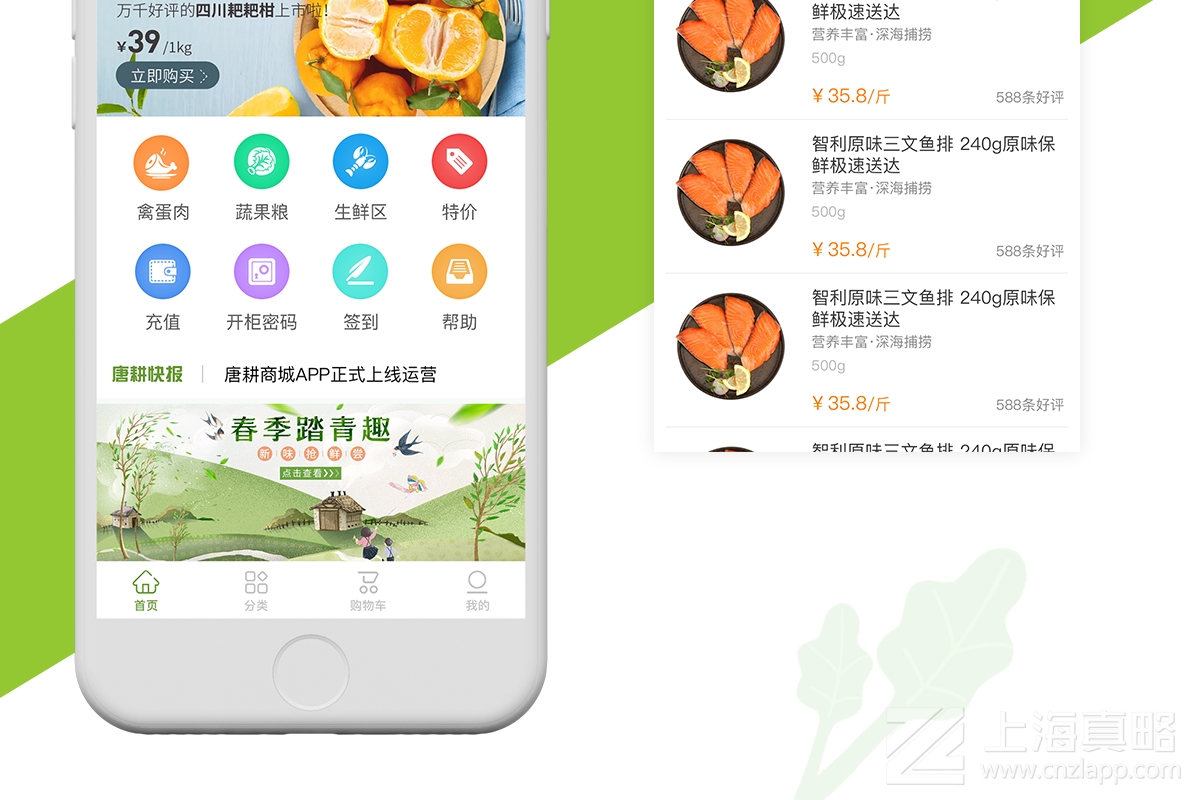 万千好评的四川耙耙柑上市啦!
¥39/1kg
立即购买
禽蛋肉
蔬果粮
生鲜区
特价
充值
开柜密码
签到
帮助
唐耕快报
唐耕商城APP正式上线运营
春季踏青趣
新味抢鲜尝
点击查看
首页
分类
购物车
我的
鲜极速送达
营养丰富·深海捕捞
500g
¥35.8/斤
588条好评
智利原味三文鱼排 240g原味保
鲜极速送达
营养丰富·深海捕捞
500g
¥35.8/斤
588条好评
智利原味三文鱼排 240g原味保
鲜极速送达
营养丰富·深海捕捞
500g
¥35.8/斤
588条好评
智利原味三文鱼排 240g原味保
上海真略
www.cnzlapp.com